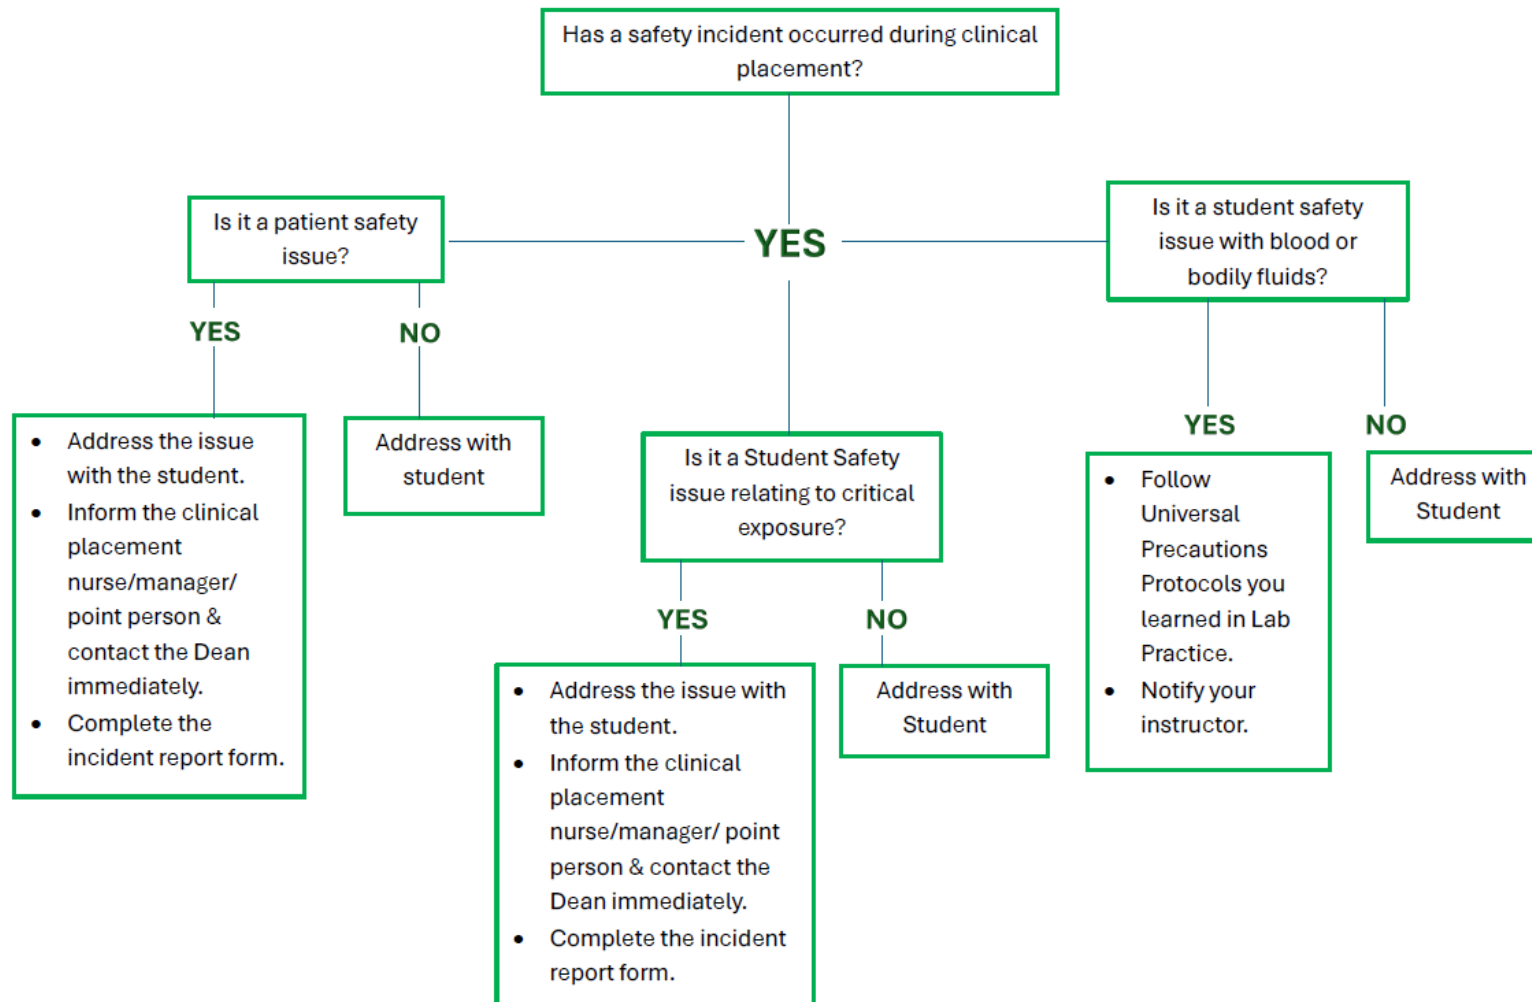 Has a safety incident occurred during clinical
placement?
Is it a patient safety
issue?
YES
Is it a student safety
issue with blood or
bodily fluids?
YES
NO
• Address the issue
with the student.
• Inform the clinical
placement
nurse/manager/
point person &
contact the Dean
immediately.
• Complete the
incident report form.
Address with
student
Is it a Student Safety
issue relating to critical
exposure?
YES
NO
• Address the issue with
the student.
• Inform the clinical
placement
nurse/manager/ point
person & contact the
Dean immediately.
• Complete the incident
report form.
Address with
Student
YES
NO
• Follow
Universal
Precautions
Protocols you
learned in Lab
Practice.
• Notify your
instructor.
Address with
Student